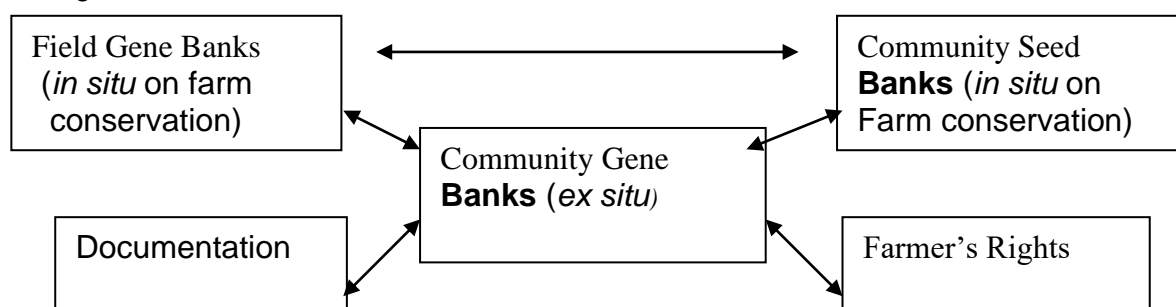 Field Gene Banks
(in situ on farm
conservation)
Community Seed
Banks (in situ on
Farm conservation)
Community Gene
Banks (ex situ)
Documentation
Farmer’s Rights